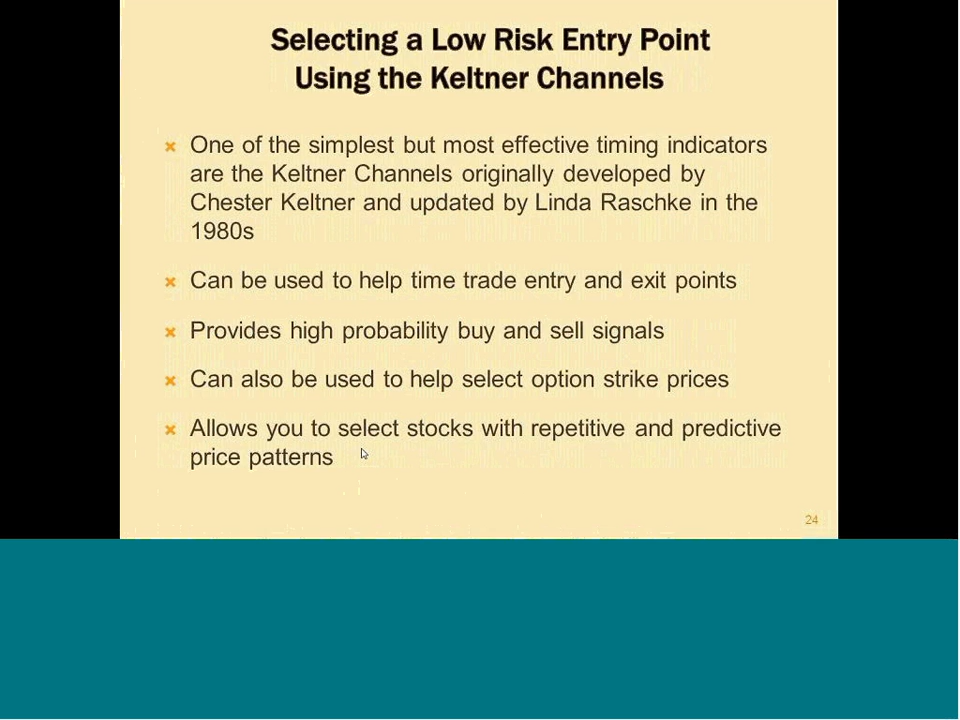 Selecting a Low Risk Entry Point
Using the Keltner Channels
One of the simplest but most effective timing indicators
are the Keltner Channels originally developed by
Chester Keltner and updated by Linda Raschke in the
1980s
Can be used to help time trade entry and exit points
Provides high probability buy and sell signals
Can also be used to help select option strike prices
Allows you to select stocks with repetitive and predictive
price patterns
24